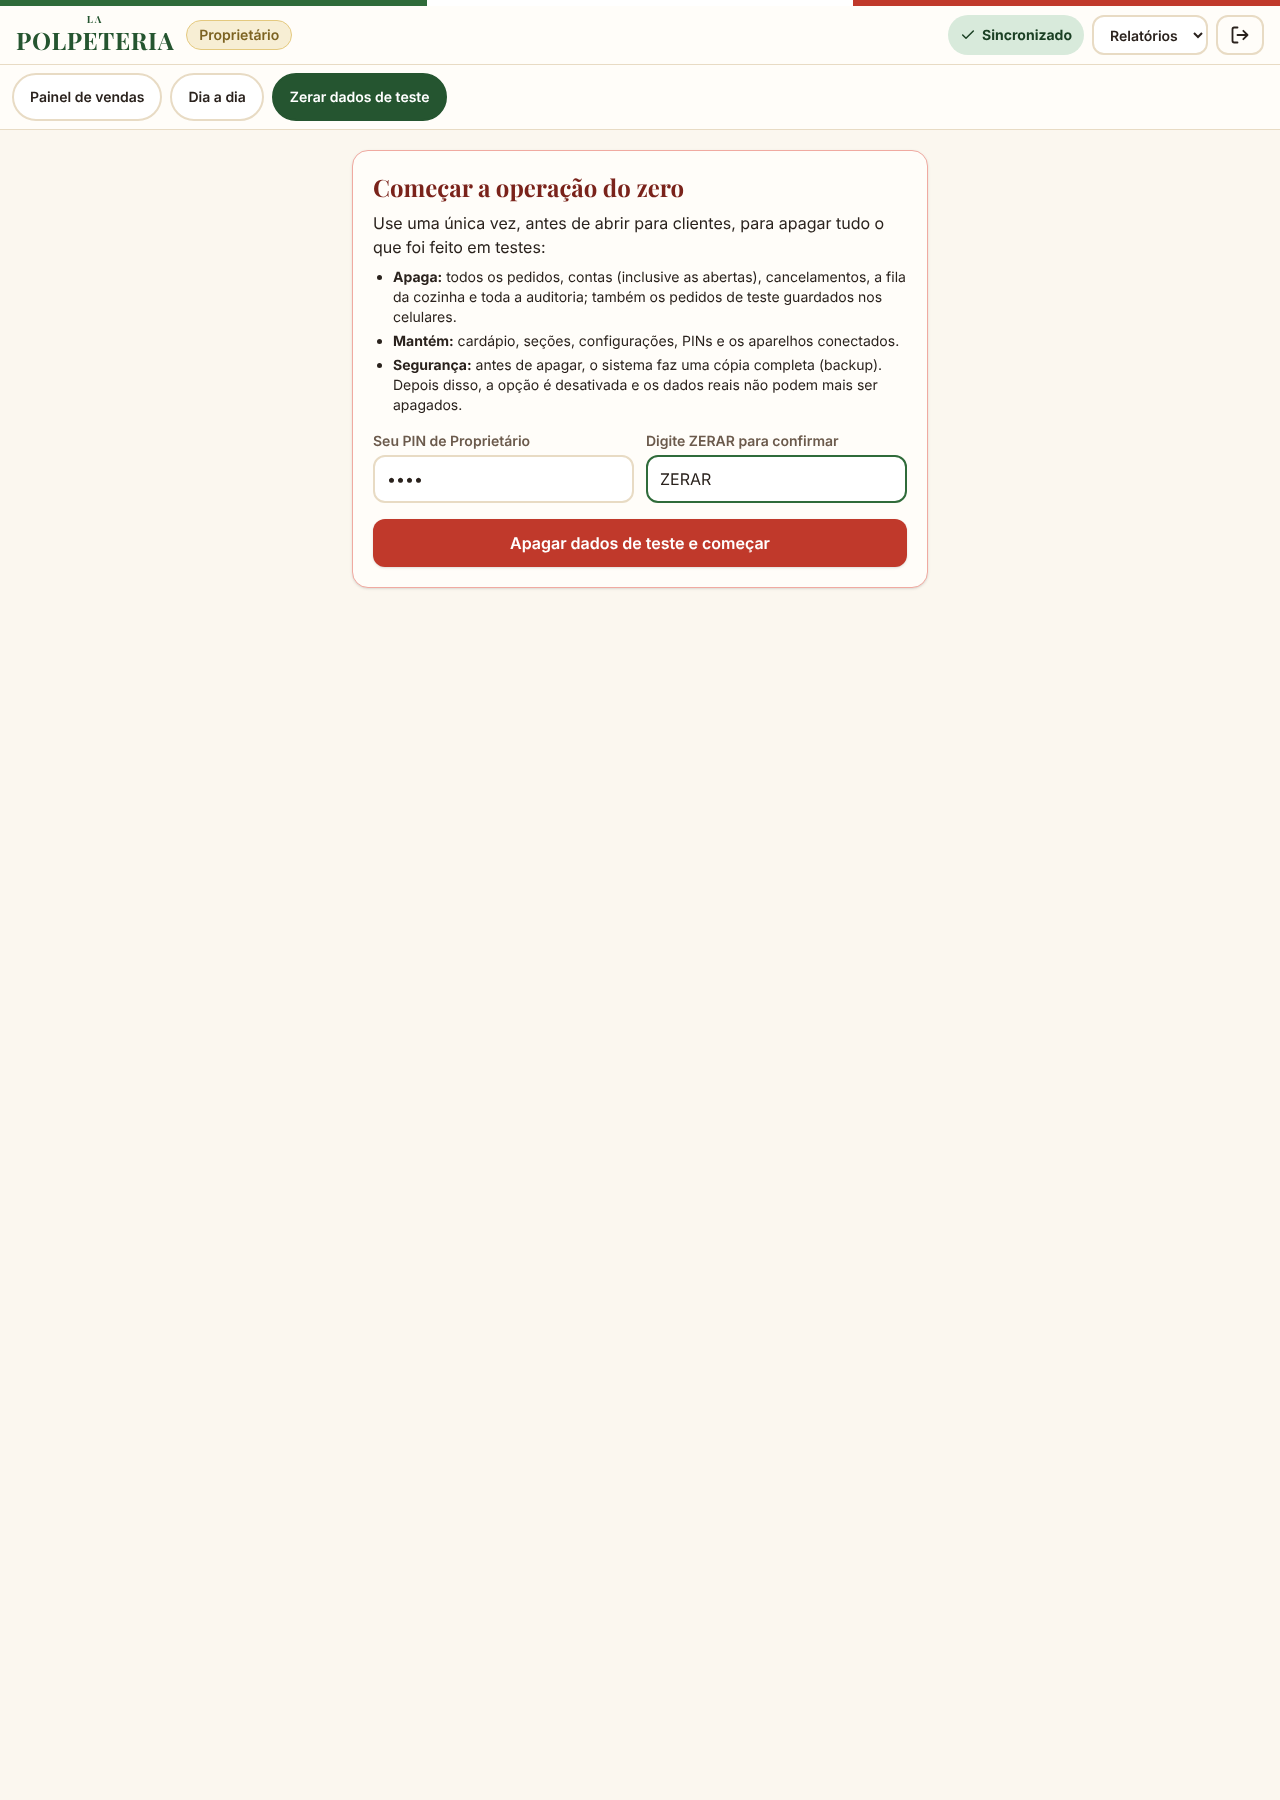 LA
POLPETERIA
Proprietário
Sincronizado
Relatórios
Painel de vendas
Dia a dia
Zerar dados de teste
Começar a operação do zero
Use uma única vez, antes de abrir para clientes, para apagar tudo o
que foi feito em testes:
Apaga: todos os pedidos, contas (inclusive as abertas), cancelamentos, a fila
da cozinha e toda a auditoria; também os pedidos de teste guardados nos
celulares.
Mantém: cardápio, seções, configurações, PINs e os aparelhos conectados.
Segurança: antes de apagar, o sistema faz uma cópia completa (backup).
Depois disso, a opção é desativada e os dados reais não podem mais ser
apagados.
Seu PIN de Proprietário
Digite ZERAR para confirmar
••••
ZERAR
Apagar dados de teste e começar